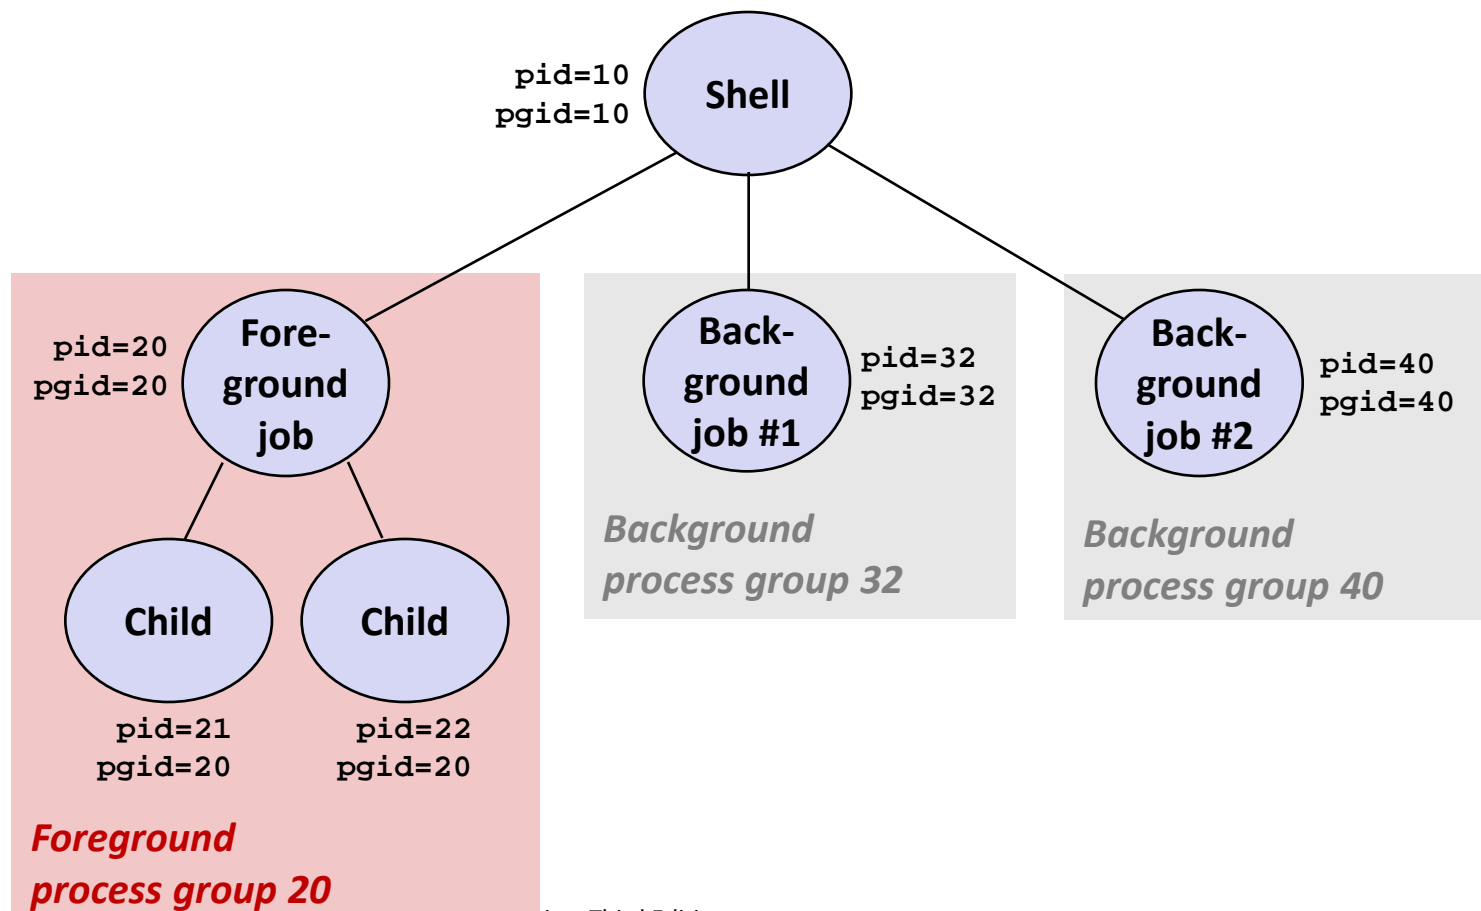 pid=10
pgid=10
Shell
pid=20
pgid=20
Fore-
ground
job
Back-
ground
job #1
pid=32
pgid=32
Back-
ground
job #2
pid=40
pgid=40
Background
process group 32
Background
process group 40
Child
Child
pid=21
pgid=20
pid=22
pgid=20
Foreground
process group 20